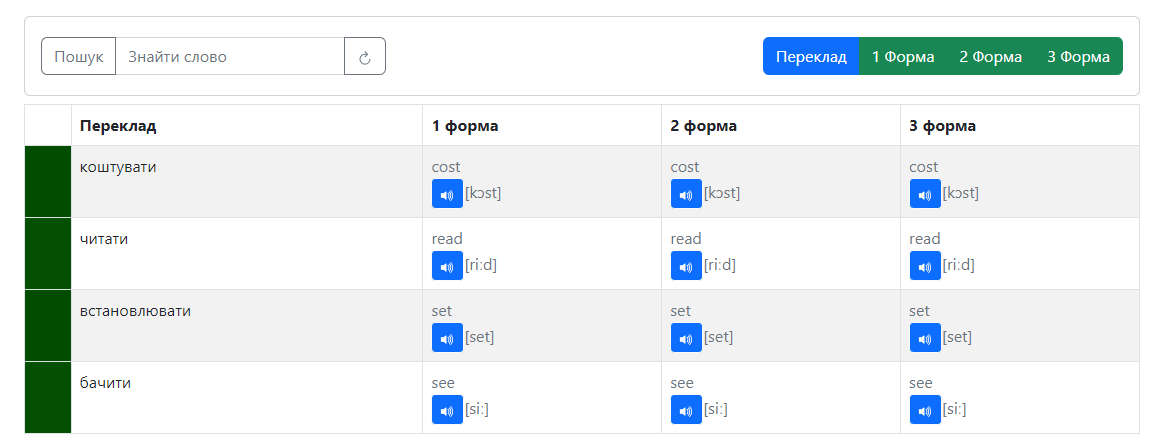 Пошук Знайти слово Переклад 1 Форма 2 Форма 3 Форма
Переклад 1 форма 2 форма 3 форма
коштувати cost cost cost
[kɔst] [kɔst] [kɔst]
читати read read read
[ri:d] [ri:d] [ri:d]
встановлювати set set set
[set] [set] [set]
бачити see see see
[si:] [si:] [si:]